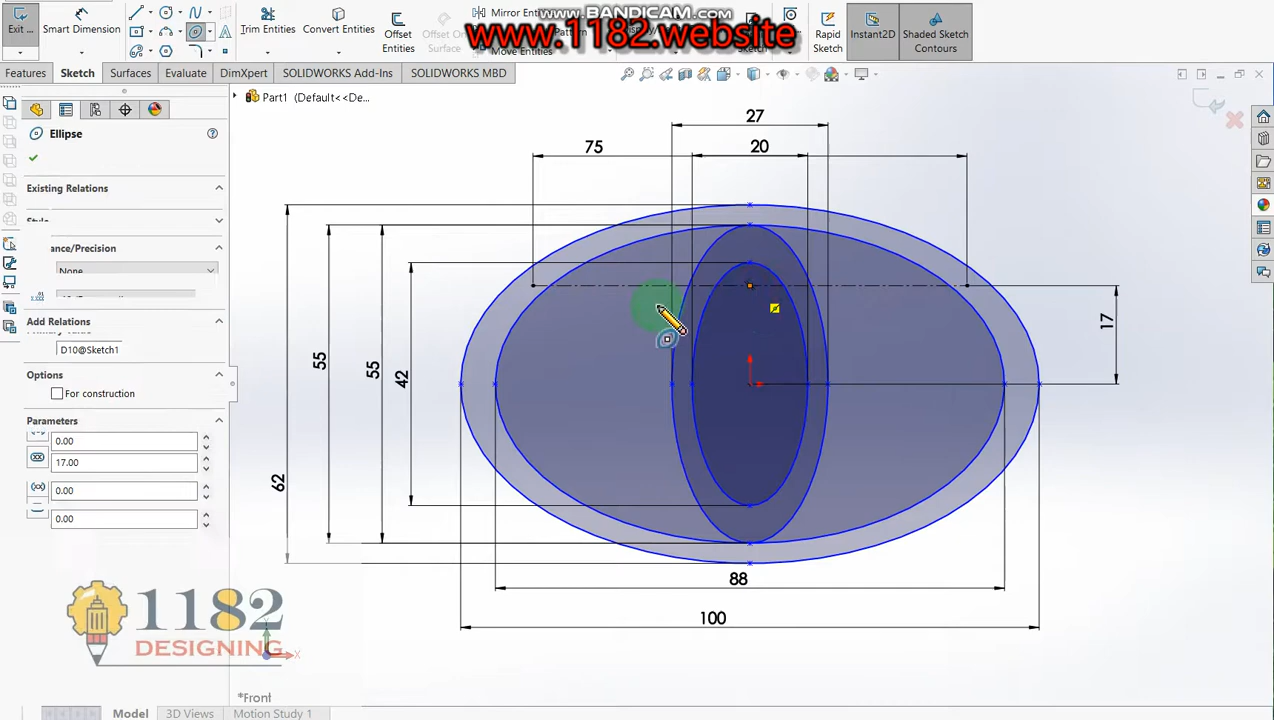 Exit ...
Smart Dimension
Trim Entities
Convert Entities
Offset Entities
Offset On Surface
Mirror Entities
Move Entities
www.BANDICAM.com
www.1182.website
Rapid Sketch
Instant2D
Shaded Sketch Contours
Features
Sketch
Surfaces
Evaluate
DimXpert
SOLIDWORKS Add-Ins
SOLIDWORKS MBD
Part1 (Default<<De...
Ellipse
Existing Relations
ance/Precision
None
Add Relations
D10@Sketch1
Options
For construction
Parameters
0.00
17.00
0.00
0.00
27
75
20
17
55
55
42
62
88
100
1182
DESIGNING
X
*Front
Model
3D Views
Motion Study 1